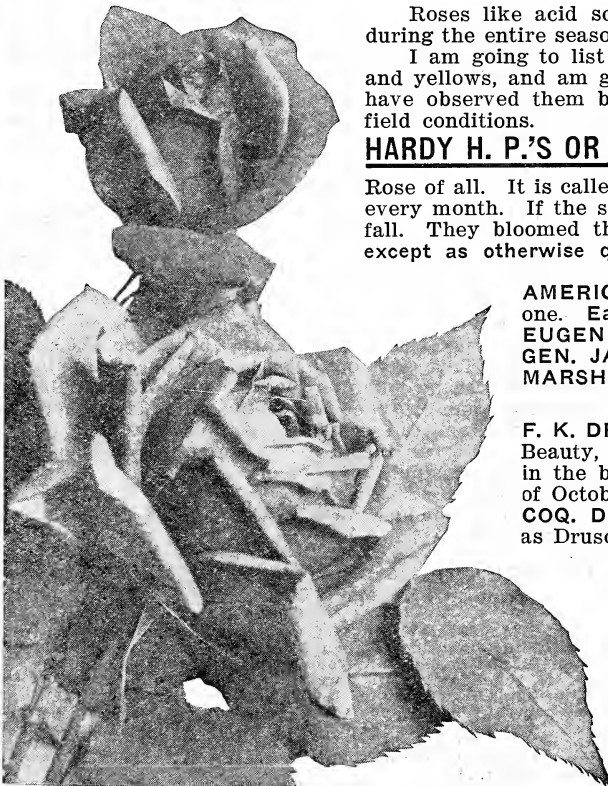 Roses like acid so
during the entire seaso
I am going to list
and yellows, and am g
have observed them b
field conditions.
HARDY H. P.'S OR
Rose of all. It is calle
every month. If the s
fall. They bloomed th
except as otherwise q
AMERIC
one. Ea
EUGEN
GEN. JA
MARSH
F. K. DR
Beauty,
in the b
of Octob
COQ. D
as Drusc